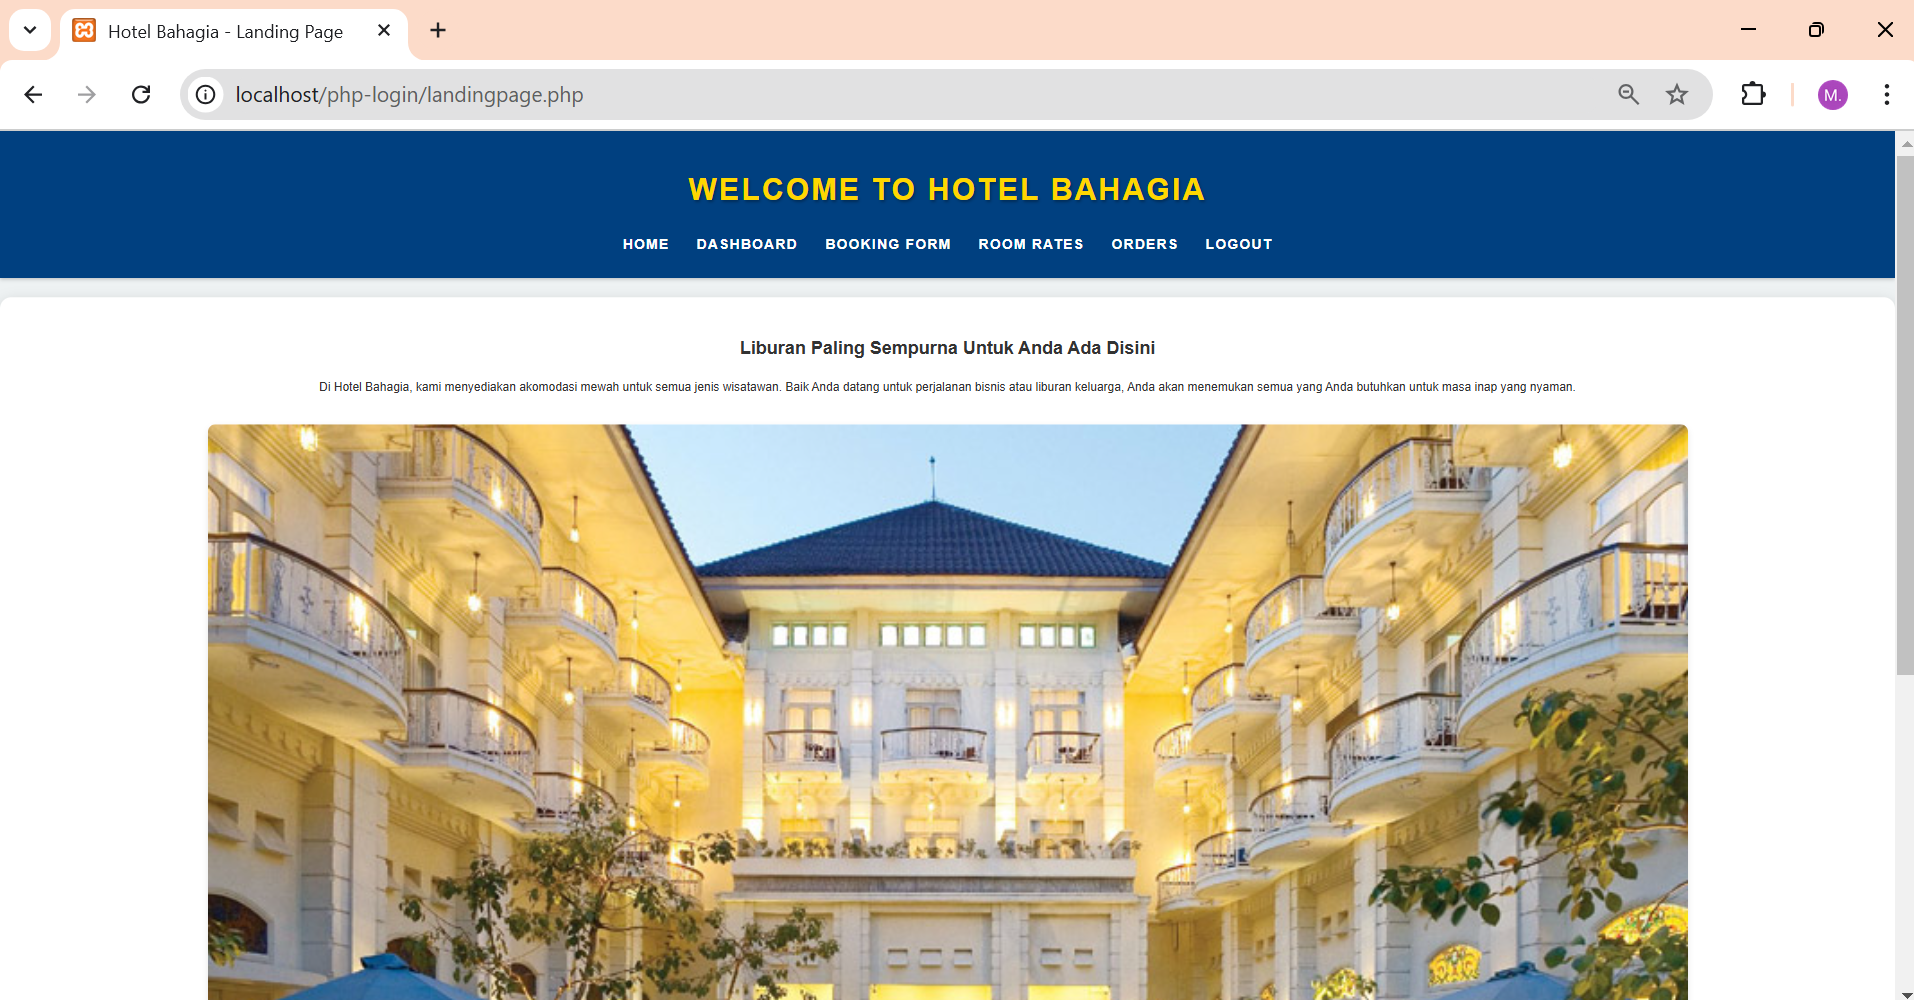 Hotel Bahagia - Landing Page
localhost/php-login/landingpage.php
M.
WELCOME TO HOTEL BAHAGIA
HOME DASHBOARD BOOKING FORM ROOM RATES ORDERS LOGOUT
Liburan Paling Sempurna Untuk Anda Ada Disini
Di Hotel Bahagia, kami menyediakan akomodasi mewah untuk semua jenis wisatawan. Baik Anda datang untuk perjalanan bisnis atau liburan keluarga, Anda akan menemukan semua yang Anda butuhkan untuk masa inap yang nyaman.